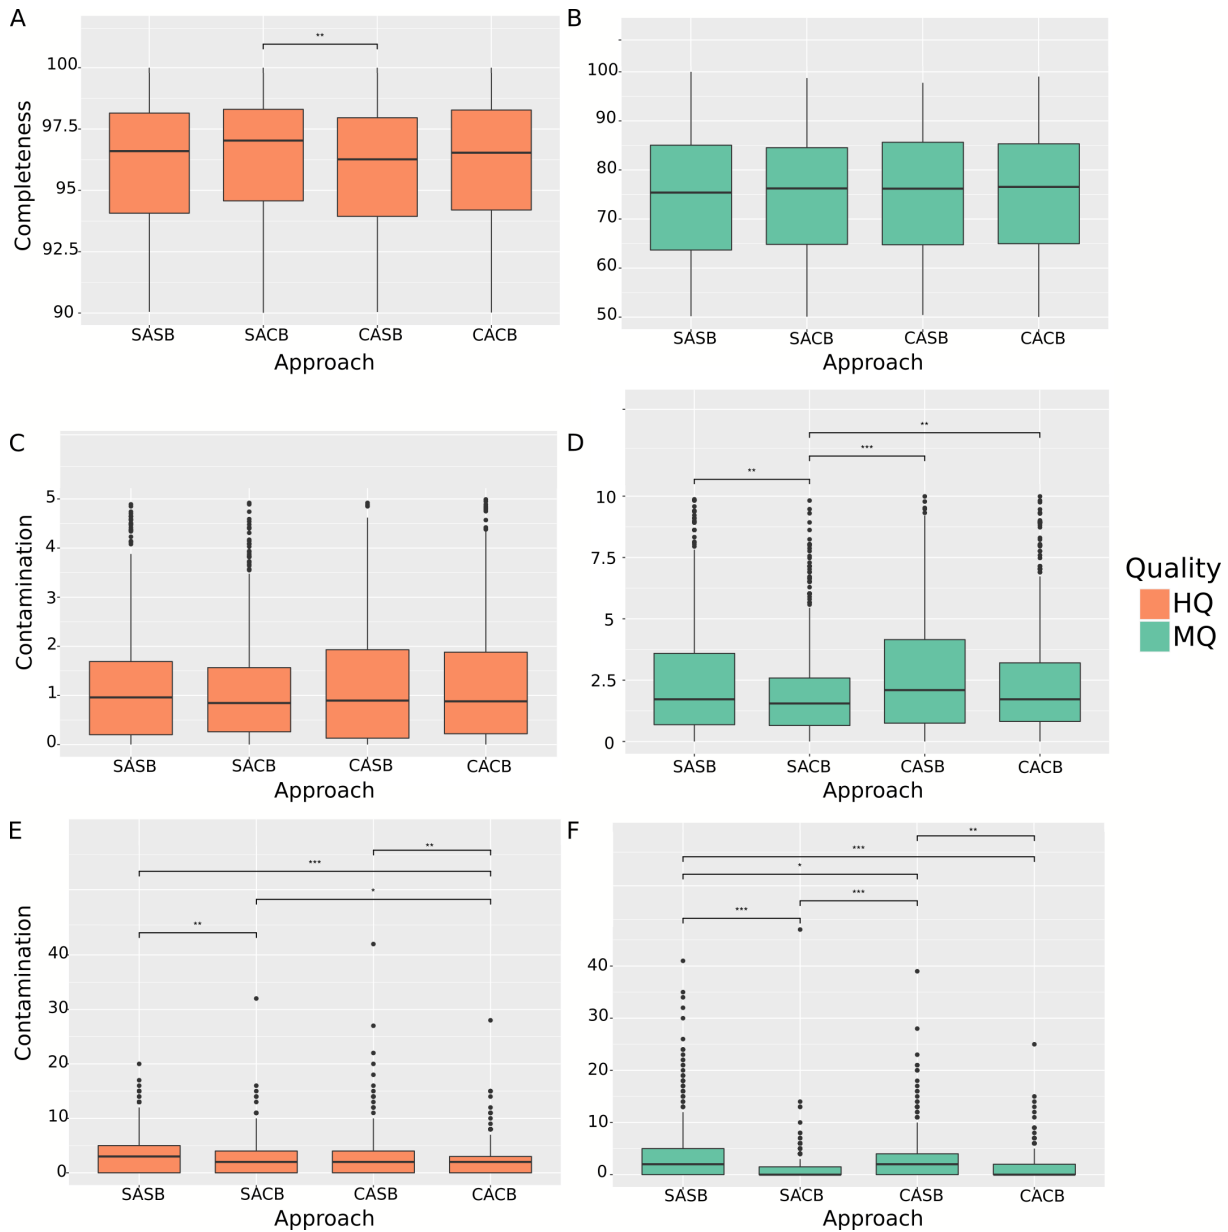 A
**
100
97.5
95
92.5
90
Completeness
SASB SACB CASB CACB
Approach
B
100
90
80
70
60
50
SASB SACB CASB CACB
Approach
C
5
4
3
2
1
0
Contamination
SASB SACB CASB CACB
Approach
D
**
***
**
10
7.5
5
2.5
0
SASB SACB CASB CACB
Approach
Quality
HQ
MQ
E
**
***
*
**
40
30
20
10
0
Contamination
SASB SACB CASB CACB
Approach
F
**
***
*
***
***
40
30
20
10
0
SASB SACB CASB CACB
Approach